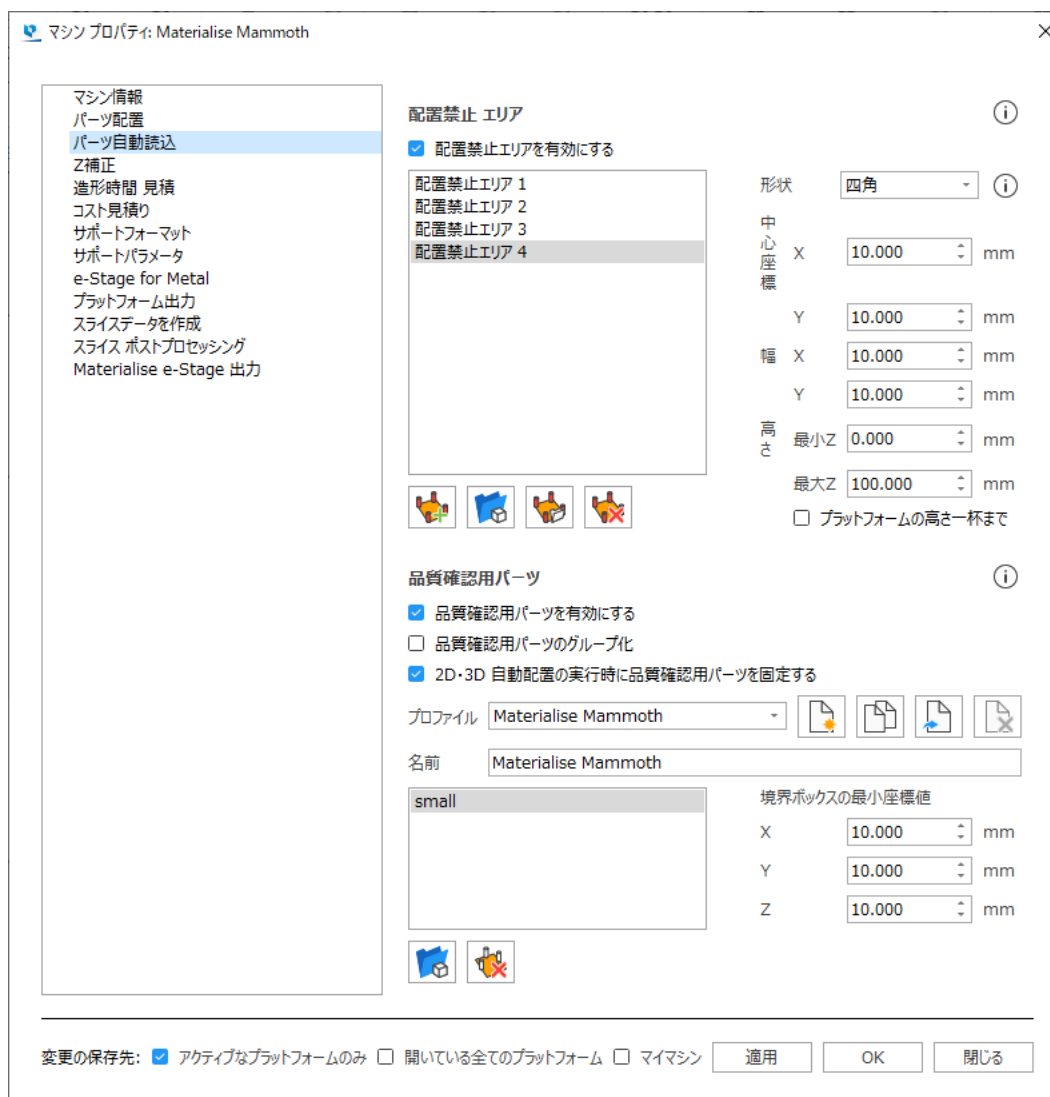 マシン プロパティ: Materialise Mammoth
マシン情報
パーツ配置
パーツ自動読込
Z補正
造形時間 見積
コスト見積り
サポートフォーマット
サポートパラメータ
e-Stage for Metal
プラットフォーム出力
スライスデータを作成
スライス ポストプロセッシング
Materialise e-Stage 出力
配置禁止 エリア
配置禁止エリアを有効にする
配置禁止エリア 1
配置禁止エリア 2
配置禁止エリア 3
配置禁止エリア 4
形状 四角
中心座標 X 10.000 mm
Y 10.000 mm
幅 X 10.000 mm
Y 10.000 mm
高さ 最小Z 0.000 mm
最大Z 100.000 mm
プラットフォームの高さ一杯まで
品質確認用パーツ
品質確認用パーツを有効にする
品質確認用パーツのグループ化
2D・3D 自動配置の実行時に品質確認用パーツを固定する
プロファイル Materialise Mammoth
名前 Materialise Mammoth
small
境界ボックスの最小座標値
X 10.000 mm
Y 10.000 mm
Z 10.000 mm
変更の保存先: アクティブなプラットフォームのみ 開いている全てのプラットフォーム マイマシン 適用 OK 閉じる